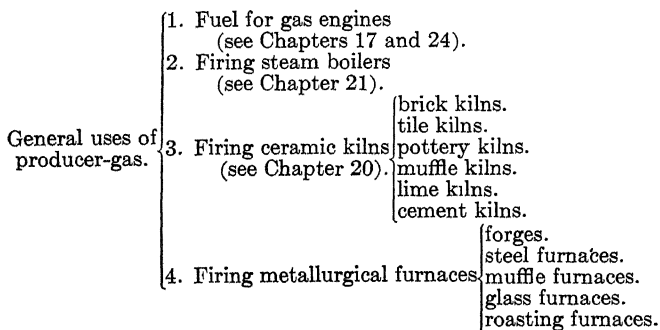 General uses of
producer-gas.
1. Fuel for gas engines
(see Chapters 17 and 24).
2. Firing steam boilers
(see Chapter 21).
3. Firing ceramic kilns
(see Chapter 20).
brick kilns.
tile kilns.
pottery kilns.
muffle kilns.
lime kilns.
cement kilns.
4. Firing metallurgical furnaces
forges.
steel furnaces.
muffle furnaces.
glass furnaces.
roasting furnaces.